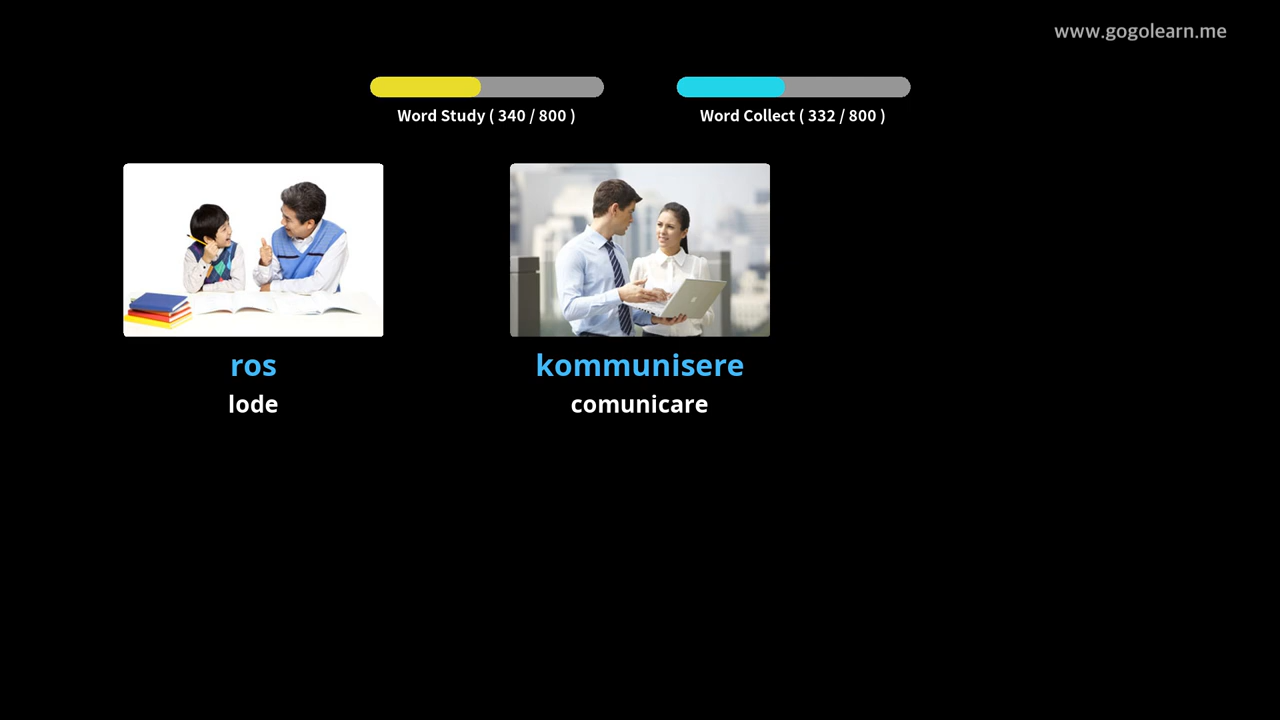 www.gogolearn.me
Word Study ( 340 / 800 )
Word Collect ( 332 / 800 )
ros
lode
kommunisere
comunicare